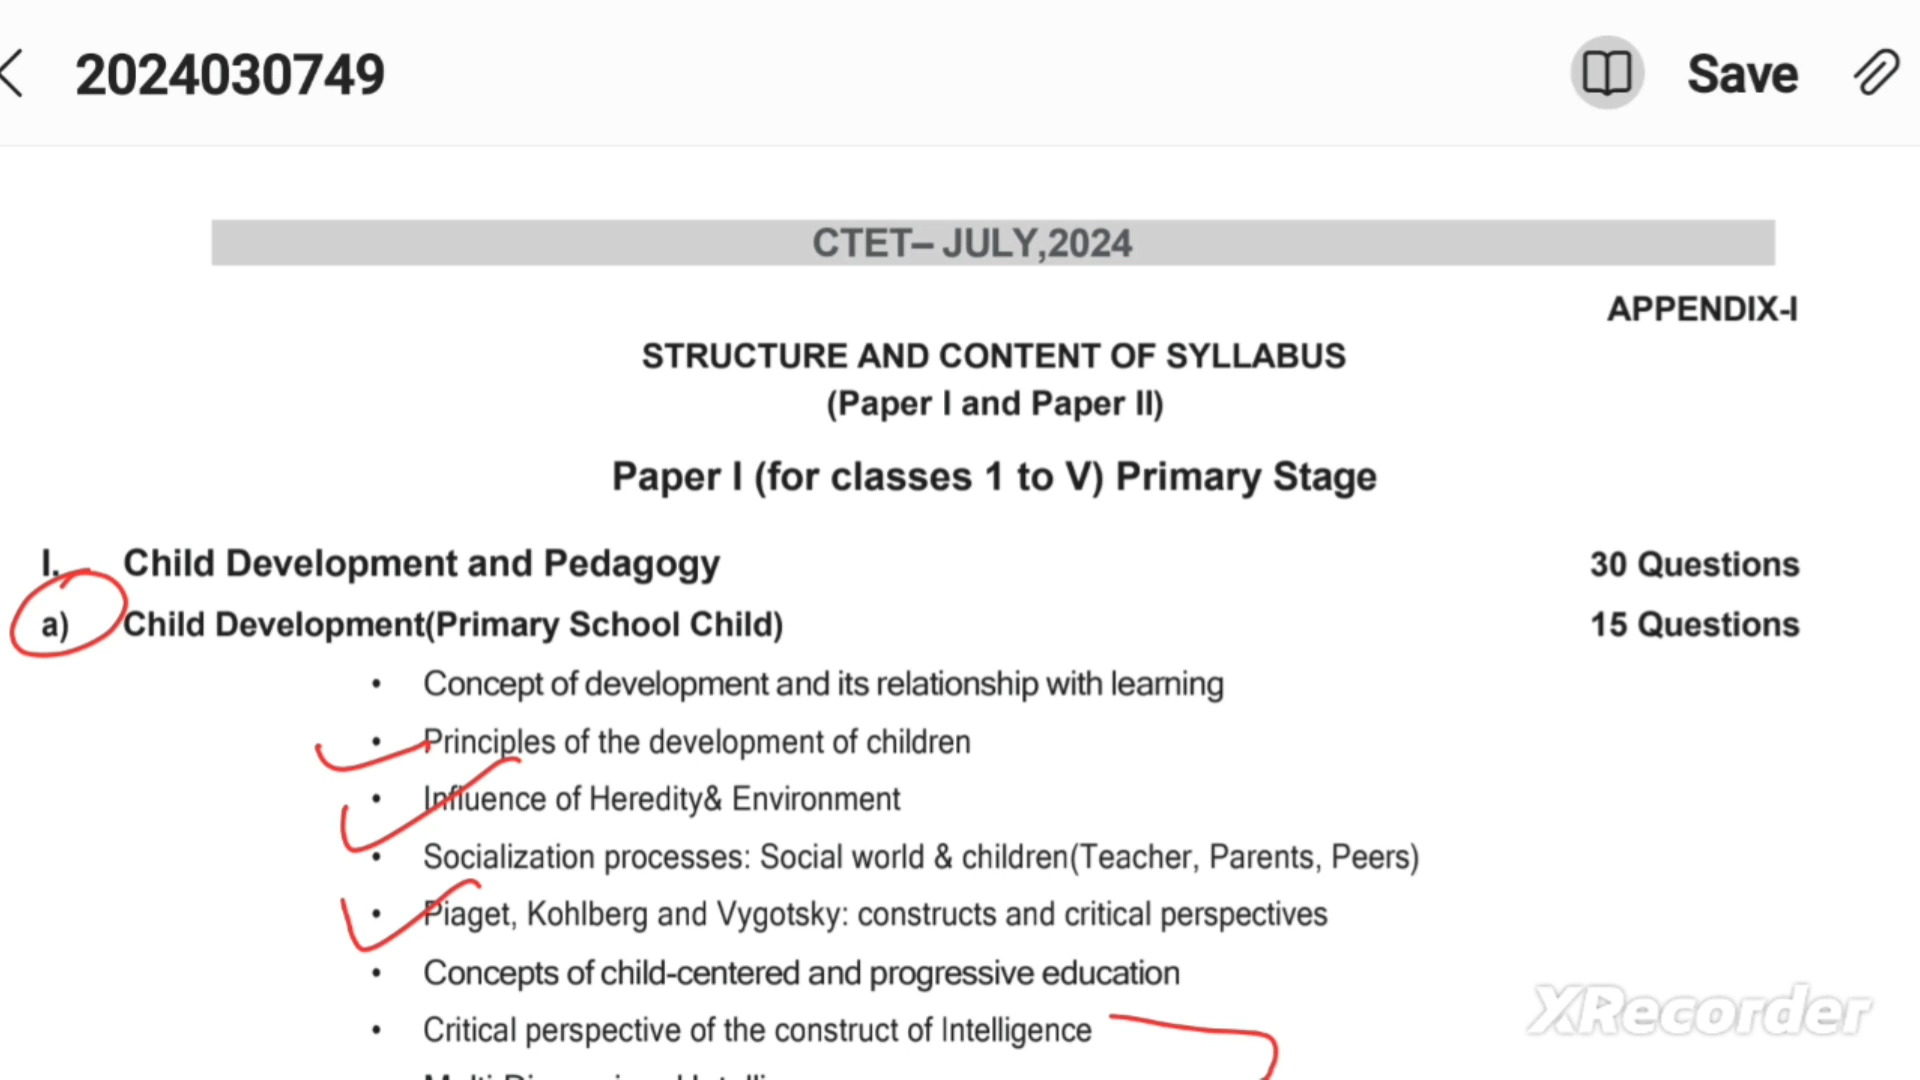 2024030749
Save
CTET– JULY,2024
APPENDIX-I
STRUCTURE AND CONTENT OF SYLLABUS
(Paper I and Paper II)
Paper I (for classes 1 to V) Primary Stage
I. Child Development and Pedagogy 30 Questions
a) Child Development(Primary School Child) 15 Questions
• Concept of development and its relationship with learning
• Principles of the development of children
• Influence of Heredity& Environment
• Socialization processes: Social world & children(Teacher, Parents, Peers)
• Piaget, Kohlberg and Vygotsky: constructs and critical perspectives
• Concepts of child-centered and progressive education
• Critical perspective of the construct of Intelligence
XRecorder